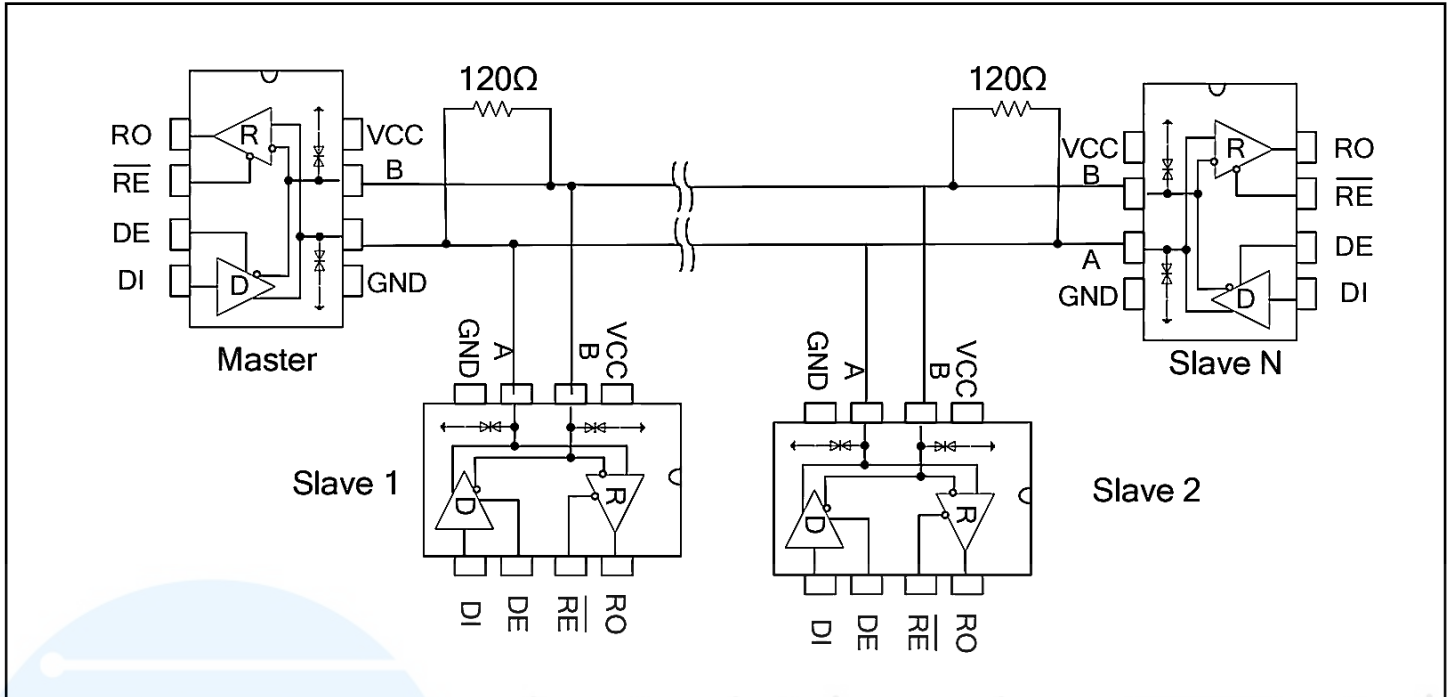 120Ω
120Ω
RO
RE
DE
DI
R
D
VCC
B
GND
Master
VCC
B
A
GND
R
D
RO
RE
DE
DI
Slave N
GND
A
B
VCC
Slave 1
D
R
DI
DE
RE
RO
GND
A
B
VCC
Slave 2
D
R
DI
DE
RE
RO